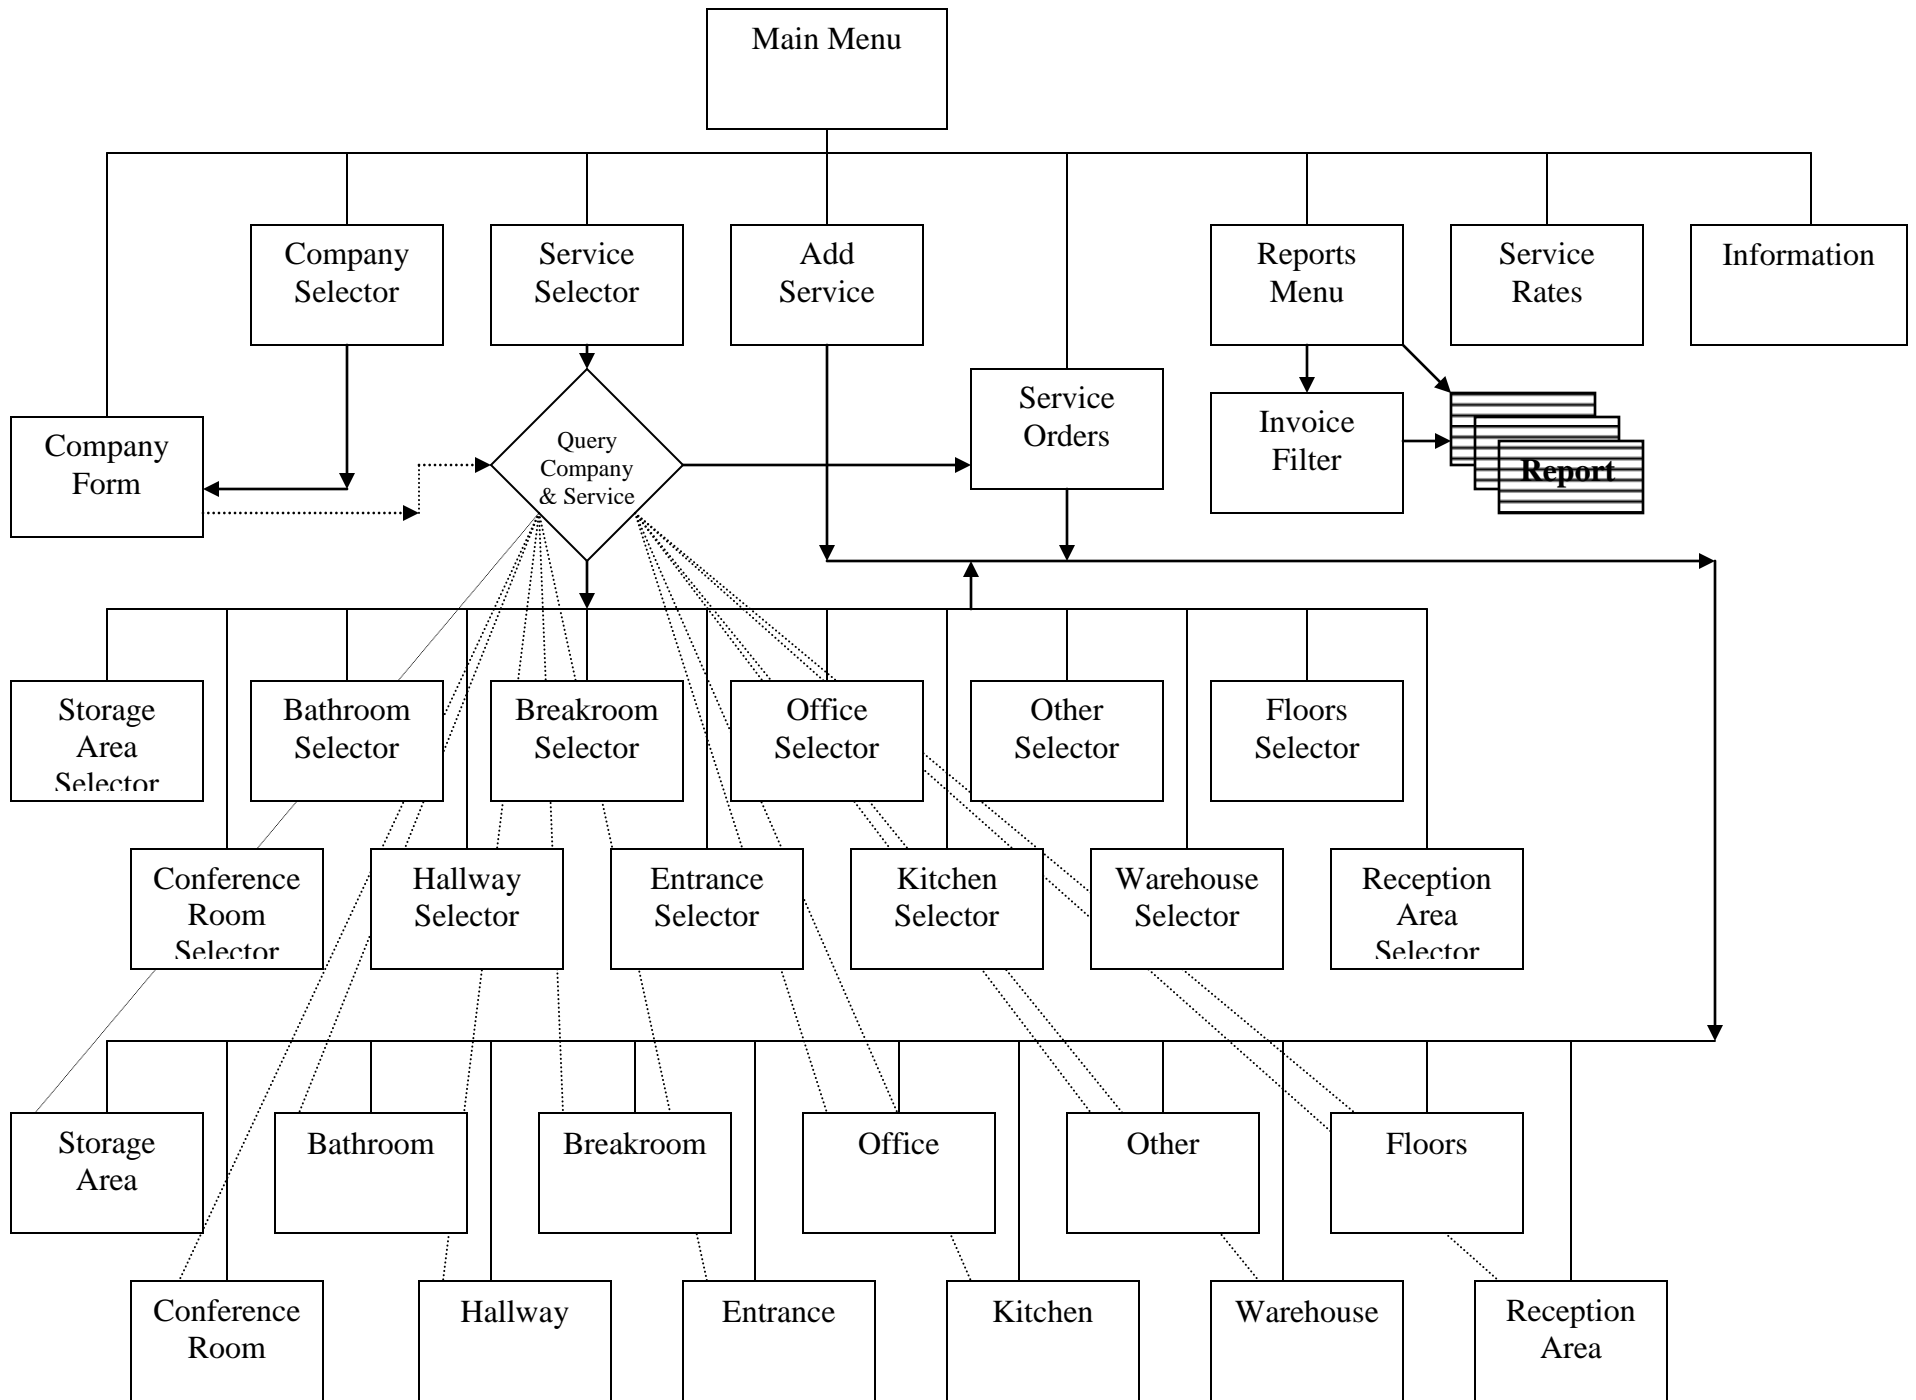 Main Menu
Company
Selector
Service
Selector
Add
Service
Reports
Menu
Service
Rates
Information
Company
Form
Query
Company
& Service
Service
Orders
Invoice
Filter
Report
Storage
Area
Selector
Bathroom
Selector
Breakroom
Selector
Office
Selector
Other
Selector
Floors
Selector
Conference
Room
Selector
Hallway
Selector
Entrance
Selector
Kitchen
Selector
Warehouse
Selector
Reception
Area
Selector
Storage
Area
Bathroom
Breakroom
Office
Other
Floors
Conference
Room
Hallway
Entrance
Kitchen
Warehouse
Reception
Area